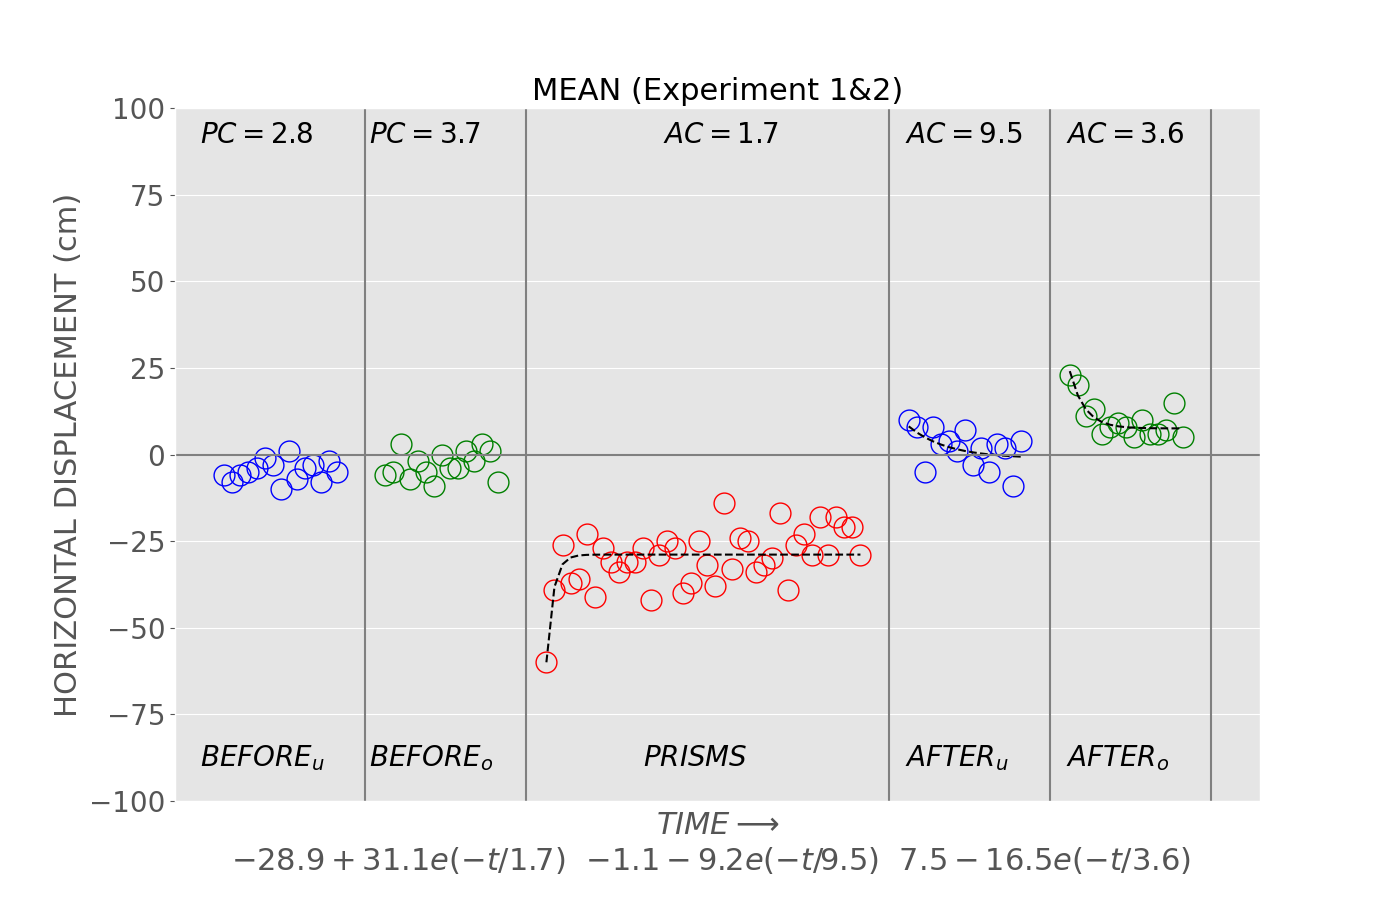 MEAN (Experiment 1&2)
100
75
50
25
0
−25
−50
−75
−100
HORIZONTAL DISPLACEMENT (cm)
PC = 2.8 PC = 3.7 AC = 1.7 AC = 9.5 AC = 3.6
BEFOREu BEFOREo PRISMS AFTERu AFTERo
TIME ⟶
−28.9 + 31.1e(−t/1.7) −1.1 − 9.2e(−t/9.5) 7.5 − 16.5e(−t/3.6)